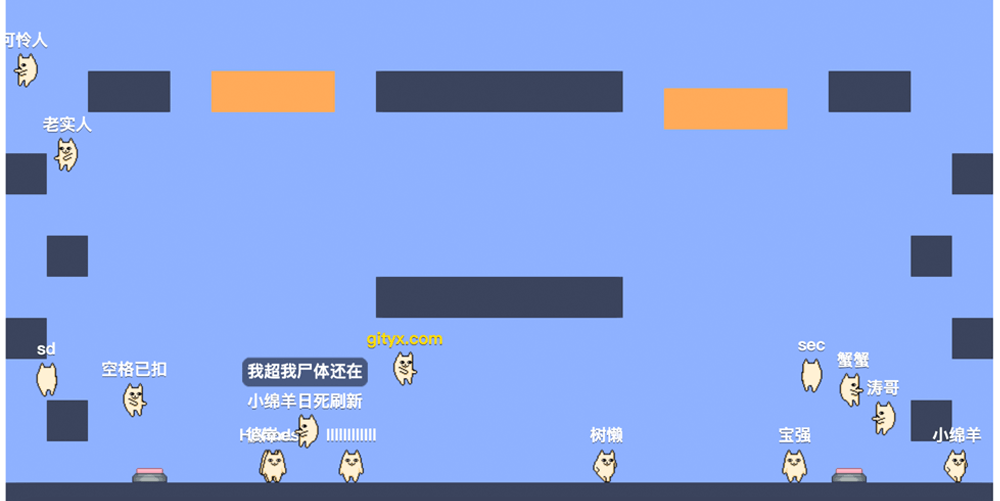 可怜人
老实人
sd
空格已扣
gityx.com
我超我尸体还在
小绵羊日死刷新
llllllllllll
树懒
sec
蟹蟹
涛哥
宝强
小绵羊